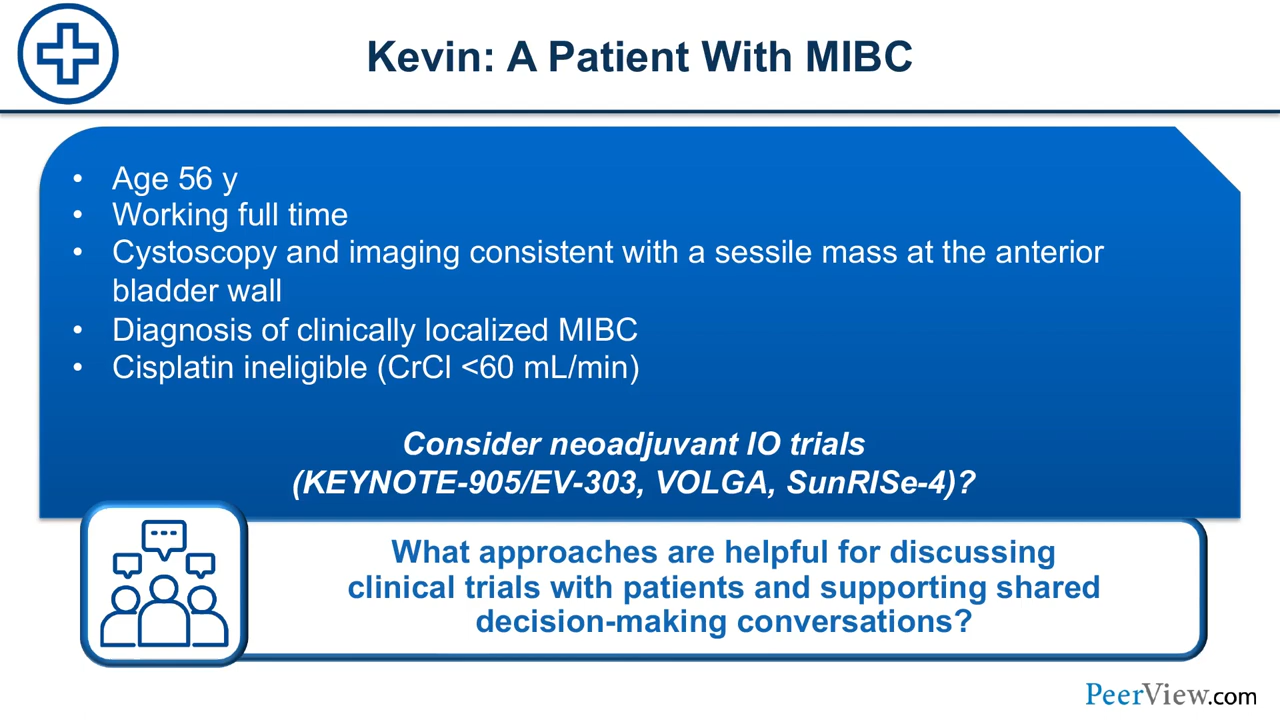 Kevin: A Patient With MIBC
• Age 56 y
• Working full time
• Cystoscopy and imaging consistent with a sessile mass at the anterior
bladder wall
• Diagnosis of clinically localized MIBC
• Cisplatin ineligible (CrCl <60 mL/min)
Consider neoadjuvant IO trials
(KEYNOTE-905/EV-303, VOLGA, SunRISe-4)?
What approaches are helpful for discussing
clinical trials with patients and supporting shared
decision-making conversations?
PeerView.com